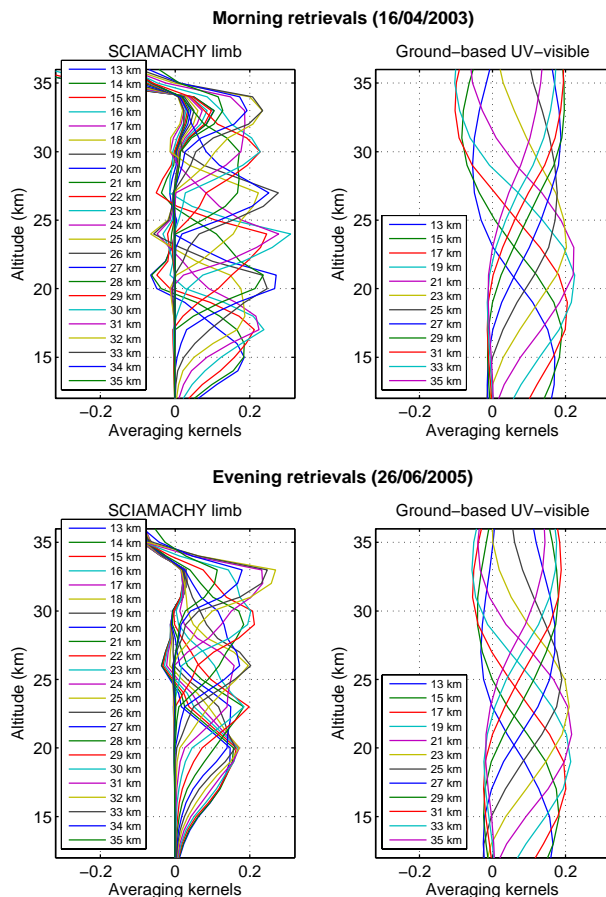 Morning retrievals (16/04/2003)
SCIAMACHY limb
Altitude (km)
35
30
25
20
15
13 km
14 km
15 km
16 km
17 km
18 km
19 km
20 km
21 km
22 km
23 km
24 km
25 km
26 km
27 km
28 km
29 km
30 km
31 km
32 km
33 km
34 km
35 km
−0.2 0 0.2
Averaging kernels
Ground−based UV−visible
Altitude (km)
35
30
25
20
15
13 km
15 km
17 km
19 km
21 km
23 km
25 km
27 km
29 km
31 km
33 km
35 km
−0.2 0 0.2
Averaging kernels
Evening retrievals (26/06/2005)
SCIAMACHY limb
Altitude (km)
35
30
25
20
15
13 km
14 km
15 km
16 km
17 km
18 km
19 km
20 km
21 km
22 km
23 km
24 km
25 km
26 km
27 km
28 km
29 km
30 km
31 km
32 km
33 km
34 km
35 km
−0.2 0 0.2
Averaging kernels
Ground−based UV−visible
Altitude (km)
35
30
25
20
15
13 km
15 km
17 km
19 km
21 km
23 km
25 km
27 km
29 km
31 km
33 km
35 km
−0.2 0 0.2
Averaging kernels